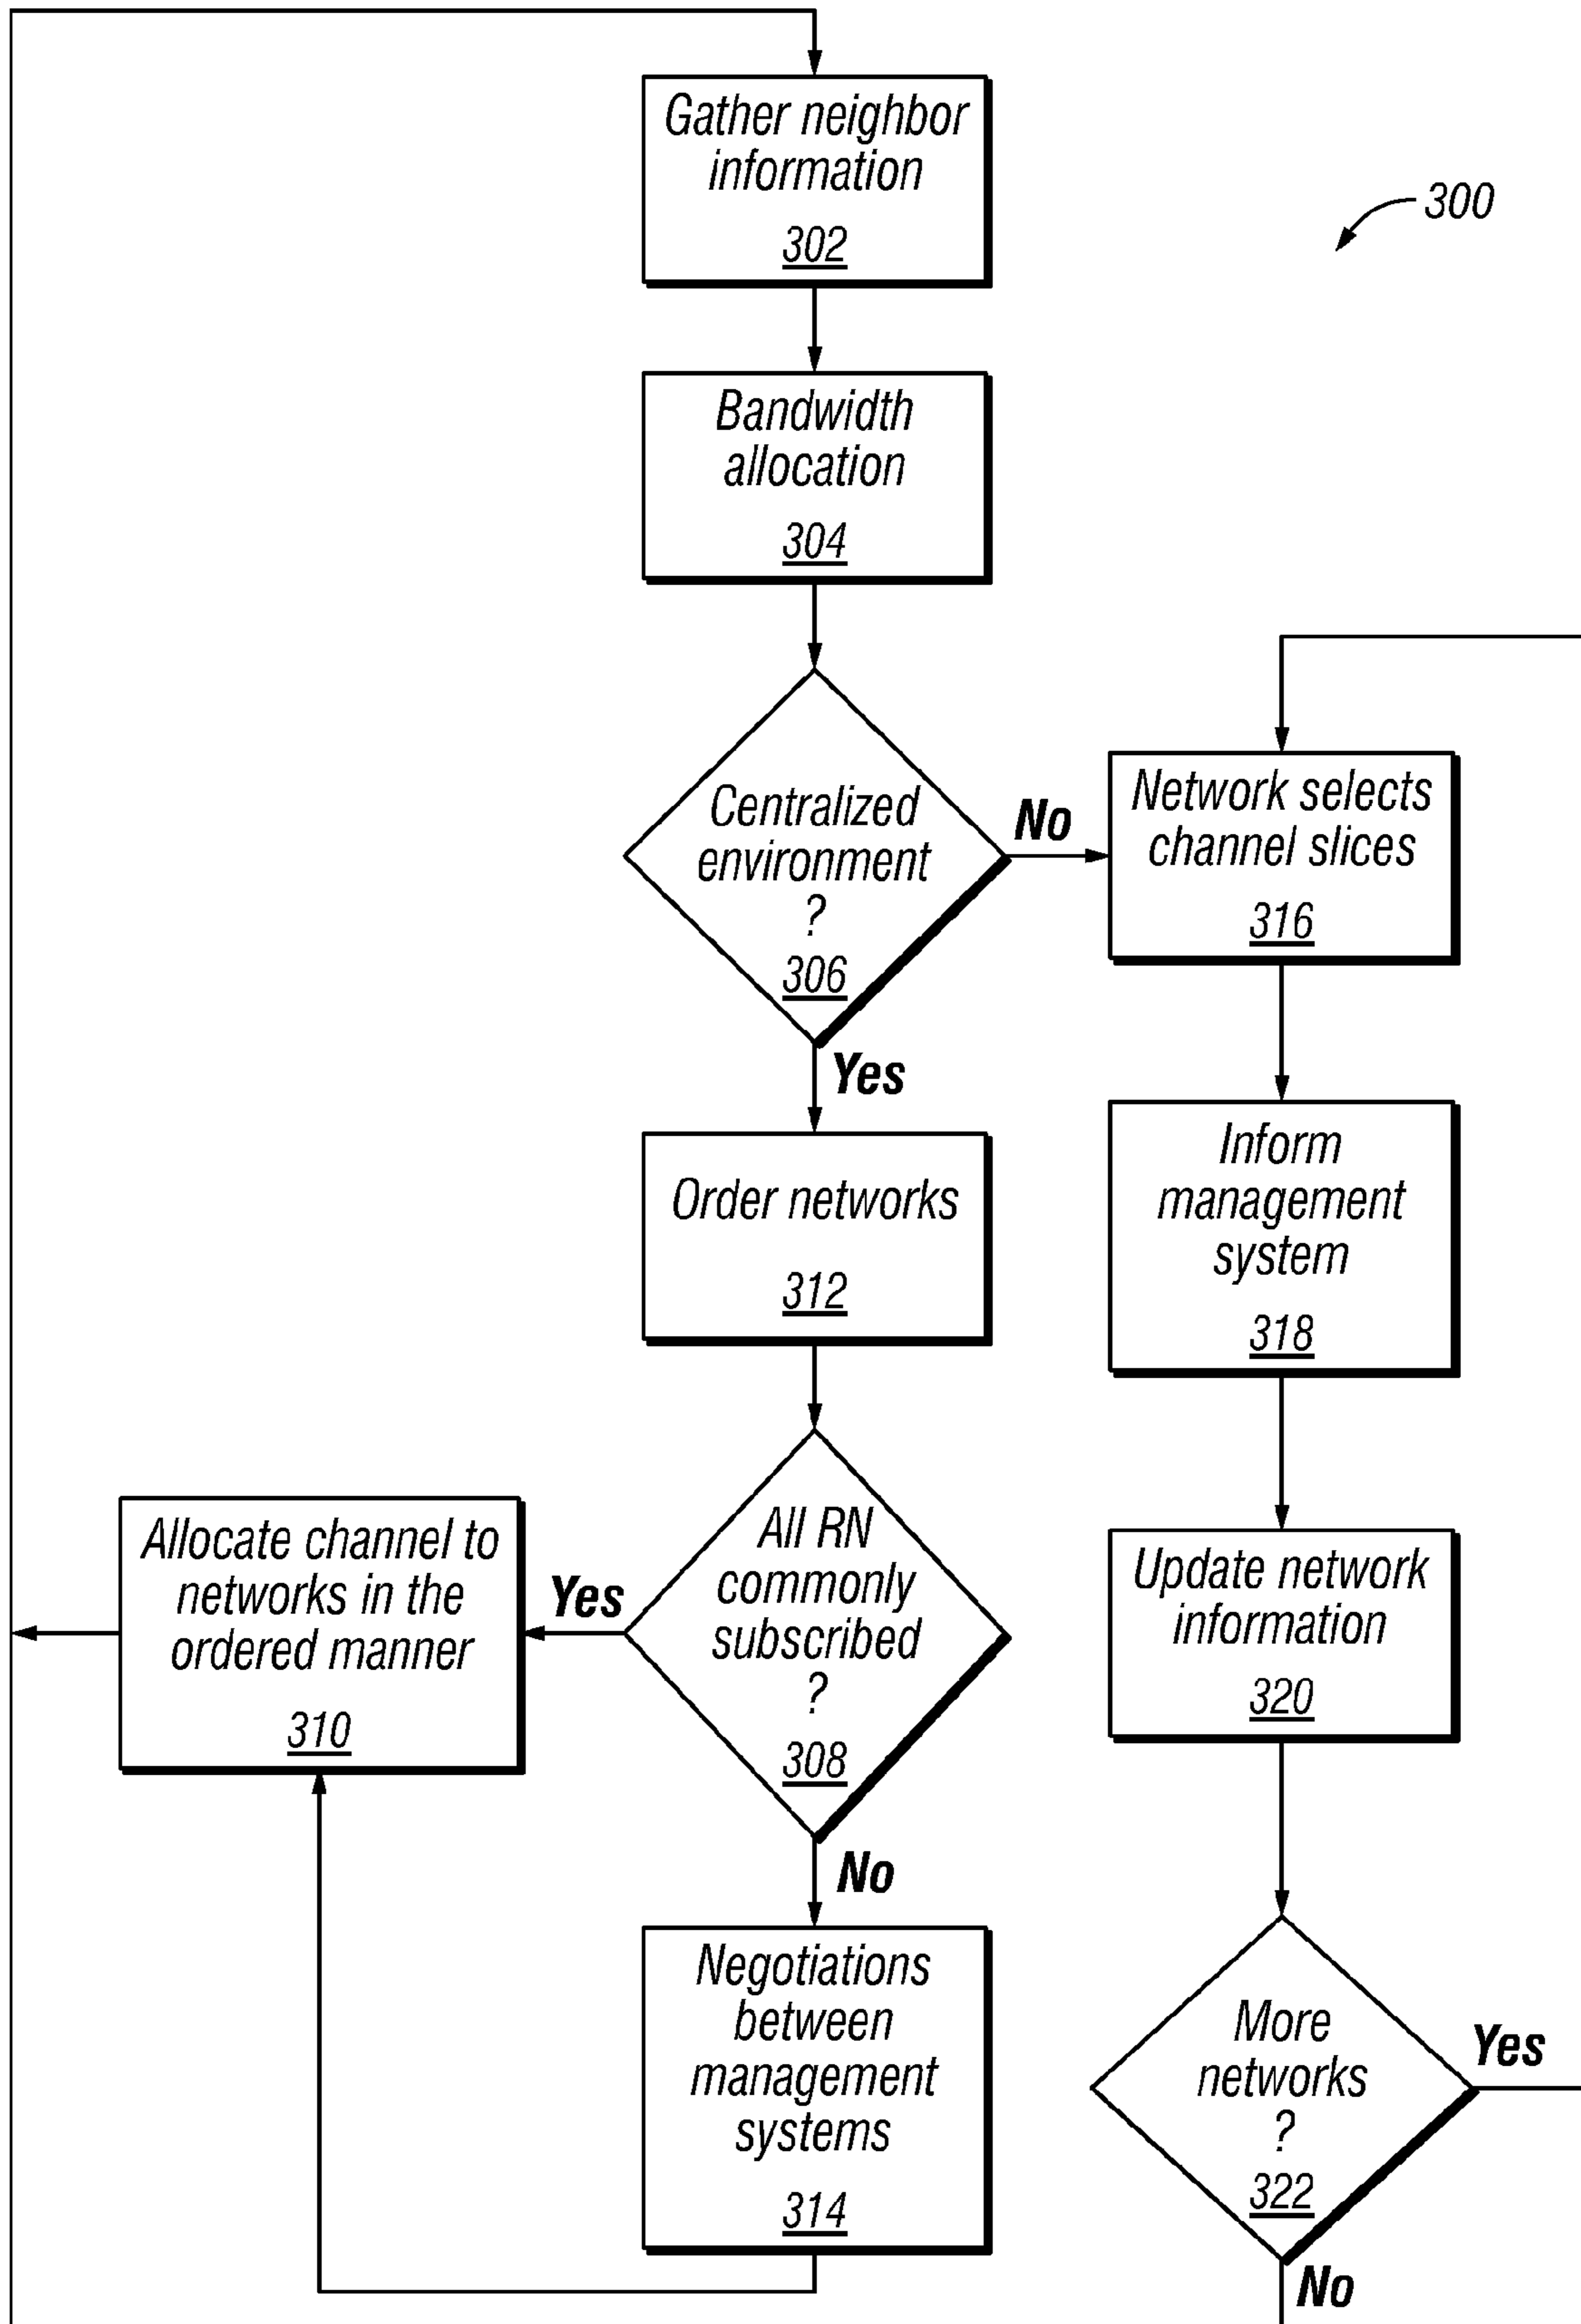 Gather neighbor
information
302
300
Bandwidth
allocation
304
Centralized
environment
?
306
No
Yes
Network selects
channel slices
316
Inform
management
system
318
Order networks
312
All RN
commonly
subscribed
?
308
Yes
No
Allocate channel to
networks in the
ordered manner
310
Update network
information
320
Negotiations
between
management
systems
314
More
networks
?
322
Yes
No